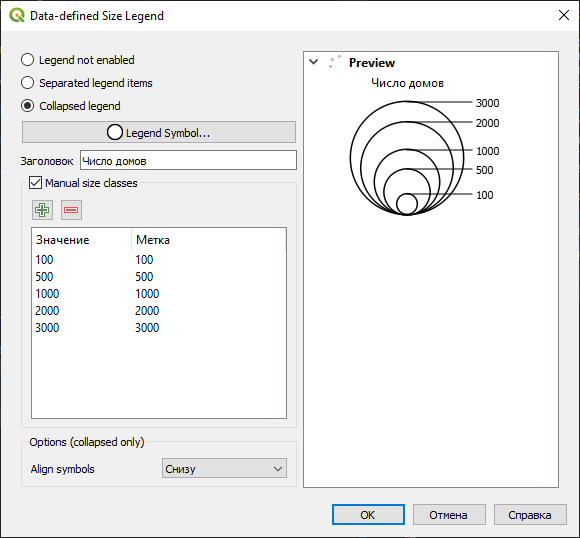 Data-defined Size Legend
Legend not enabled
Separated legend items
Collapsed legend
Legend Symbol...
Заголовок Число домов
Manual size classes
Значение Метка
100 100
500 500
1000 1000
2000 2000
3000 3000
Options (collapsed only)
Align symbols Снизу
Preview
Число домов
3000
2000
1000
500
100
OK Отмена Справка